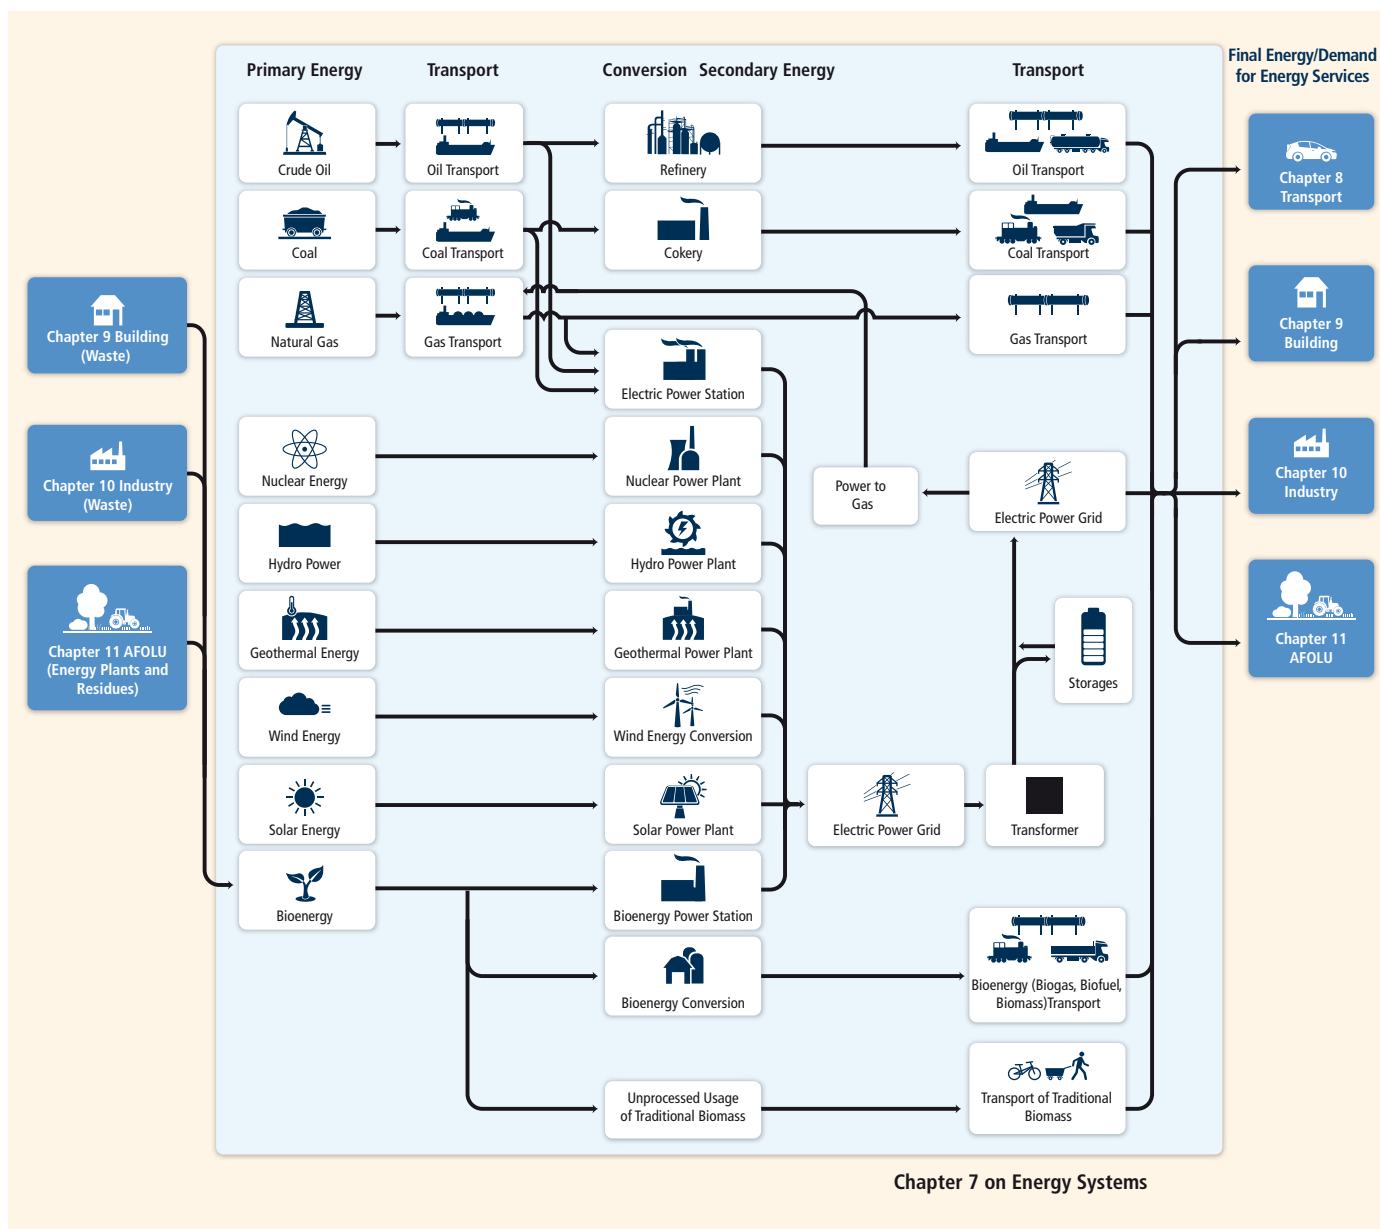 Primary Energy
Transport
Conversion
Secondary Energy
Transport
Final Energy/Demand
for Energy Services
Crude Oil
Oil Transport
Refinery
Oil Transport
Chapter 8
Transport
Coal
Coal Transport
Cokery
Coal Transport
Chapter 9 Building
(Waste)
Natural Gas
Gas Transport
Gas Transport
Chapter 9
Building
Electric Power Station
Chapter 10 Industry
(Waste)
Nuclear Energy
Nuclear Power Plant
Power to
Gas
Electric Power Grid
Chapter 10
Industry
Hydro Power
Hydro Power Plant
Chapter 11 AFOLU
(Energy Plants and
Residues)
Geothermal Energy
Geothermal Power Plant
Storages
Chapter 11
AFOLU
Wind Energy
Wind Energy Conversion
Solar Energy
Solar Power Plant
Electric Power Grid
Transformer
Bioenergy
Bioenergy Power Station
Bioenergy Conversion
Bioenergy (Biogas, Biofuel,
Biomass)Transport
Unprocessed Usage
of Traditional Biomass
Transport of Traditional
Biomass
Chapter 7 on Energy Systems